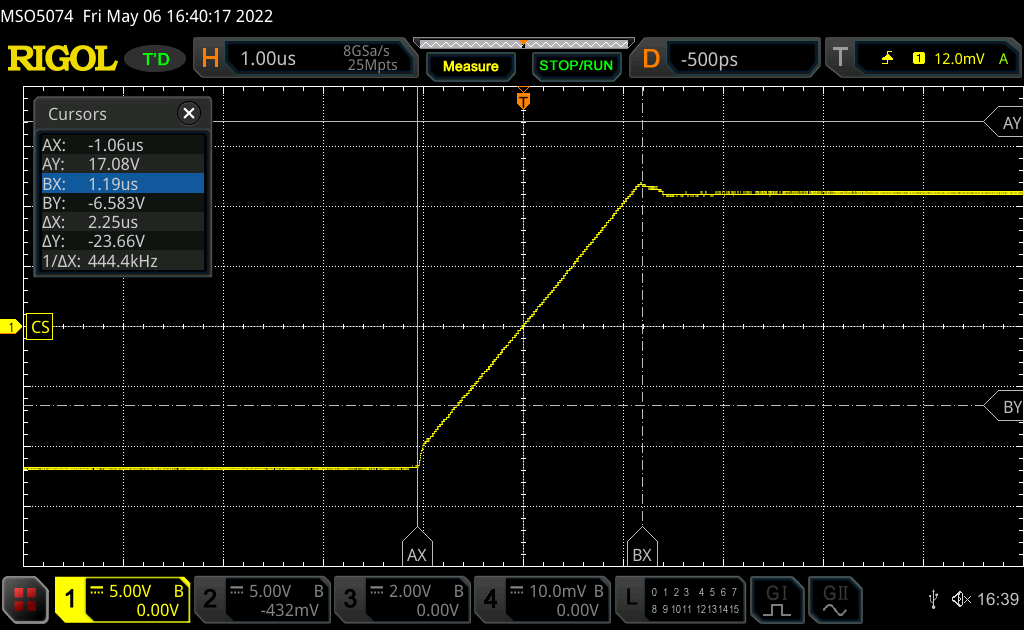 MSO5074 Fri May 06 16:40:17 2022
RIGOL T'D H 1.00us 8GSa/s 25Mpts Measure STOP/RUN D -500ps T 1 12.0mV A
T
Cursors
AX: -1.06us
AY: 17.08V
BX: 1.19us
BY: -6.583V
ΔX: 2.25us
ΔY: -23.66V
1/ΔX: 444.4kHz
AY
1 CS
BY
AX BX
1 5.00V B 0.00V
2 5.00V B -432mV
3 2.00V B 0.00V
4 10.0mV B 0.00V
L 0 1 2 3 4 5 6 7
8 9 10 11 12 13 14 15
GI GII
16:39